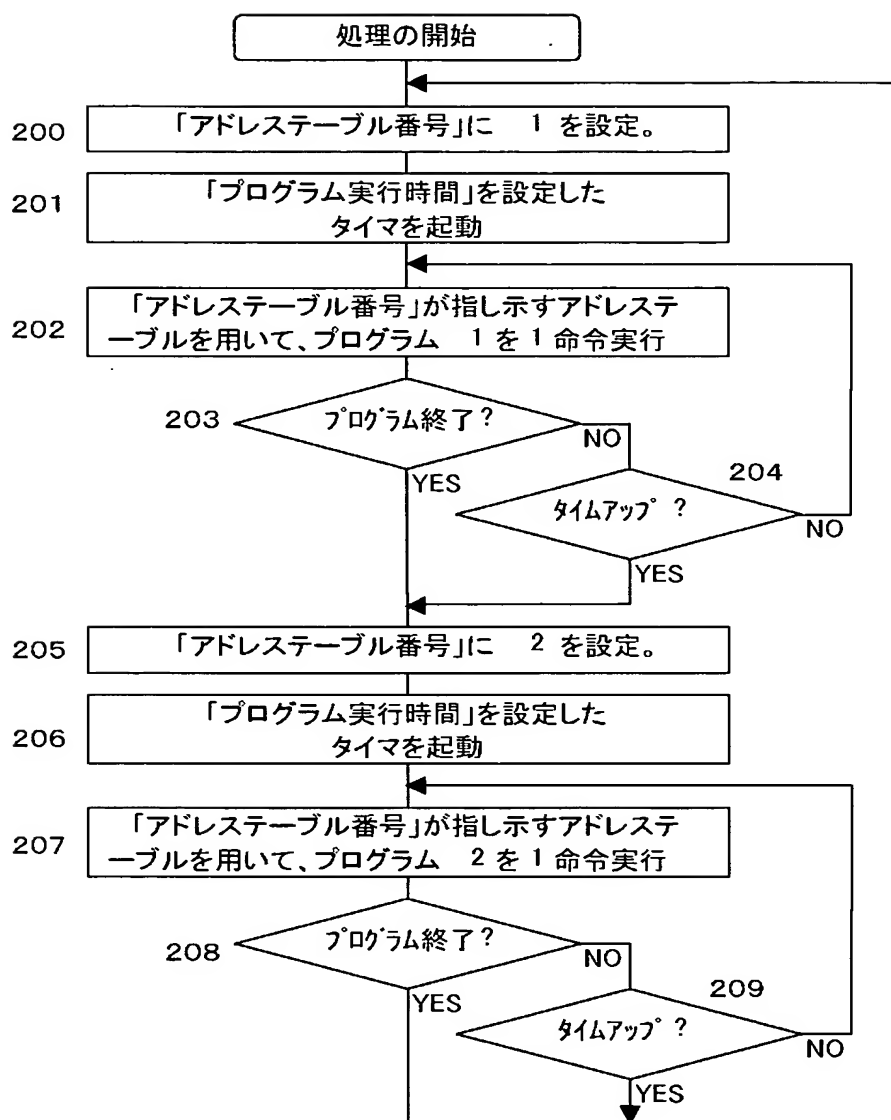 処理の開始
200
「アドレステーブル番号」に 1 を設定。
201
「プログラム実行時間」を設定した
タイマを起動
202
「アドレステーブル番号」が指し示すアドレステ
ーブルを用いて、プログラム 1 を 1 命令実行
203
プログラム終了?
NO
YES
204
タイムアップ?
NO
YES
205
「アドレステーブル番号」に 2 を設定。
206
「プログラム実行時間」を設定した
タイマを起動
207
「アドレステーブル番号」が指し示すアドレステ
ーブルを用いて、プログラム 2 を 1 命令実行
208
プログラム終了?
NO
YES
209
タイムアップ?
NO
YES